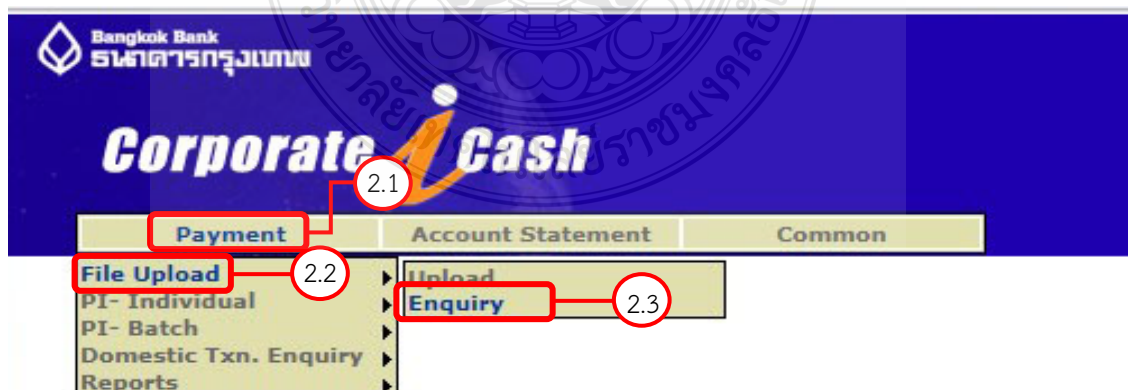 Bangkok Bank
ธนาคารกรุงเทพ
Corporate iCash
2.1
Payment Account Statement Common
File Upload 2.2 Upload
PI- Individual Enquiry 2.3
PI- Batch
Domestic Txn. Enquiry
Reports